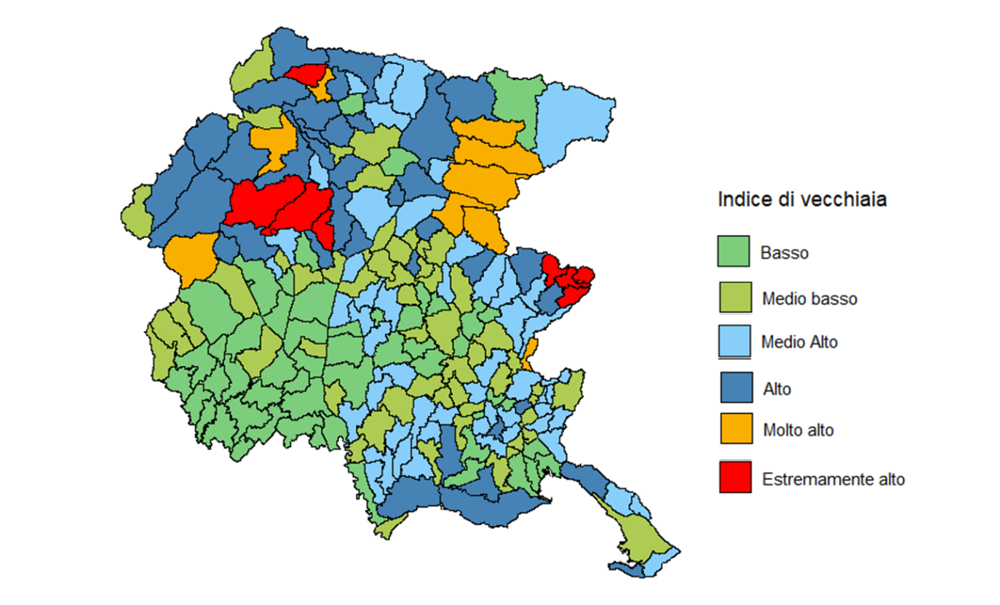 Indice di vecchiaia
Basso
Medio basso
Medio Alto
Alto
Molto alto
Estremamente alto